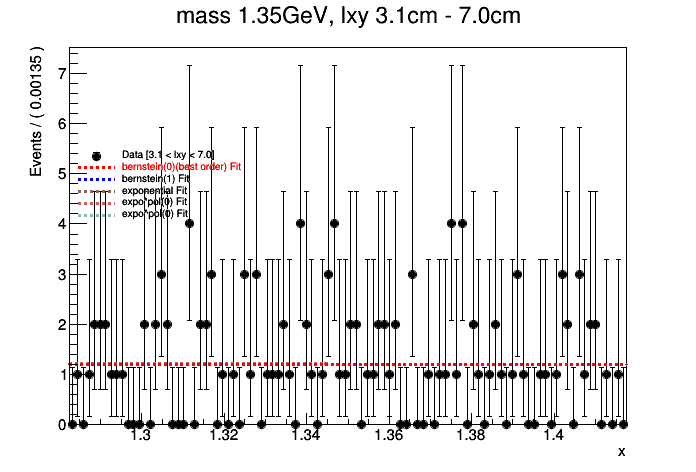 mass 1.35GeV, lxy 3.1cm - 7.0cm
Events / ( 0.00135 )
7
6
5
4
3
2
1
0
Data [3.1 < lxy < 7.0]
bernstein(0)(best order) Fit
bernstein(1) Fit
exponential Fit
expo*pol(0) Fit
expo*pol(0) Fit
1.3 1.32 1.34 1.36 1.38 1.4
x